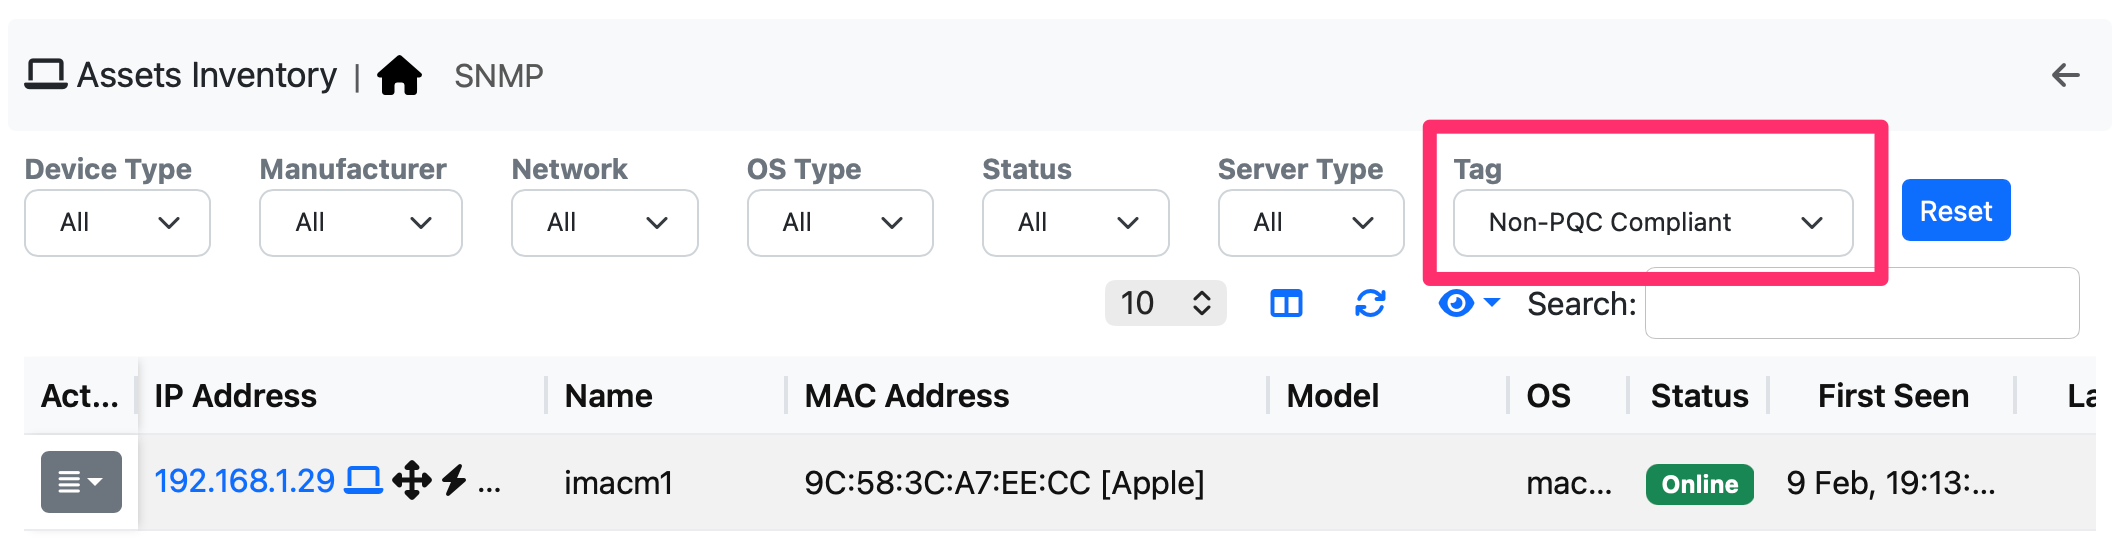 Assets Inventory | SNMP
Device Type Manufacturer Network OS Type Status Server Type Tag
All All All All All All Non-PQC Compliant Reset
10 Search:
Act... IP Address Name MAC Address Model OS Status First Seen La
192.168.1.29 ... imacm1 9C:58:3C:A7:EE:CC [Apple] mac... Online 9 Feb, 19:13:...